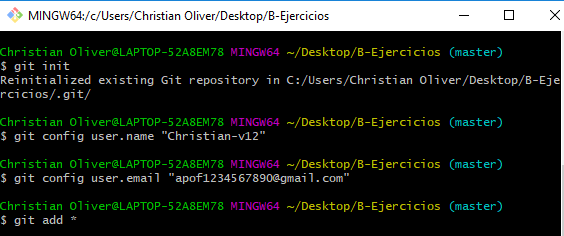 MINGW64:/c/Users/Christian Oliver/Desktop/B-Ejercicios
Christian Oliver@LAPTOP-52A8EM78 MINGW64 ~/Desktop/B-Ejercicios (master)
$ git init
Reinitialized existing Git repository in C:/Users/Christian Oliver/Desktop/B-Eje
rcicios/.git/
Christian Oliver@LAPTOP-52A8EM78 MINGW64 ~/Desktop/B-Ejercicios (master)
$ git config user.name "Christian-v12"
Christian Oliver@LAPTOP-52A8EM78 MINGW64 ~/Desktop/B-Ejercicios (master)
$ git config user.email "apof1234567890@gmail.com"
Christian Oliver@LAPTOP-52A8EM78 MINGW64 ~/Desktop/B-Ejercicios (master)
$ git add *